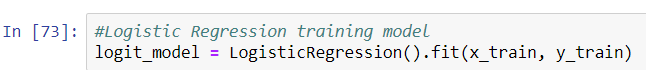 In [73]: #Logistic Regression training model
logit_model = LogisticRegression().fit(x_train, y_train)